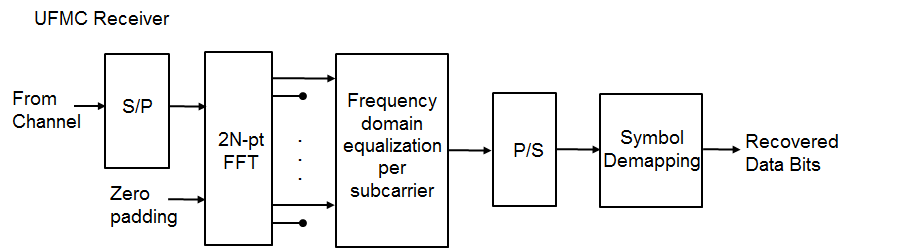 UFMC Receiver
From
Channel
S/P
Zero
padding
2N-pt
FFT
Frequency
domain
equalization
per
subcarrier
P/S
Symbol
Demapping
Recovered
Data Bits